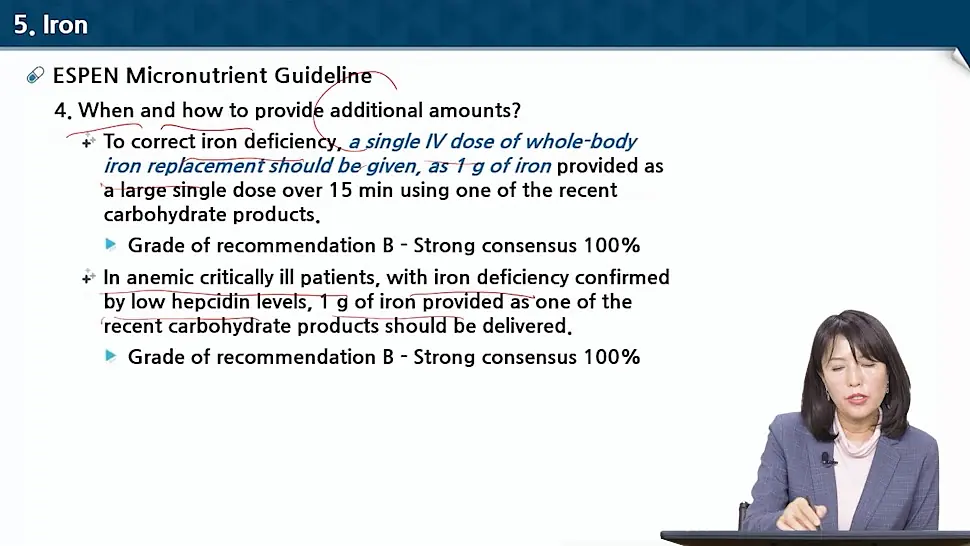 5. Iron
ESPEN Micronutrient Guideline
4. When and how to provide additional amounts?
To correct iron deficiency, a single IV dose of whole-body
iron replacement should be given, as 1 g of iron provided as
a large single dose over 15 min using one of the recent
carbohydrate products.
Grade of recommendation B - Strong consensus 100%
In anemic critically ill patients, with iron deficiency confirmed
by low hepcidin levels, 1 g of iron provided as one of the
recent carbohydrate products should be delivered.
Grade of recommendation B - Strong consensus 100%